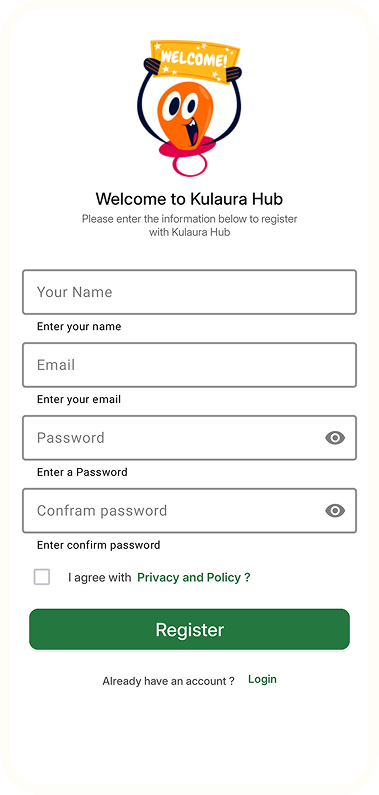 WELCOME!
Welcome to Kulaura Hub
Please enter the information below to register
with Kulaura Hub
Your Name
Enter your name
Email
Enter your email
Password
Enter a Password
Confram password
Enter confirm password
I agree with Privacy and Policy ?
Register
Already have an account ? Login